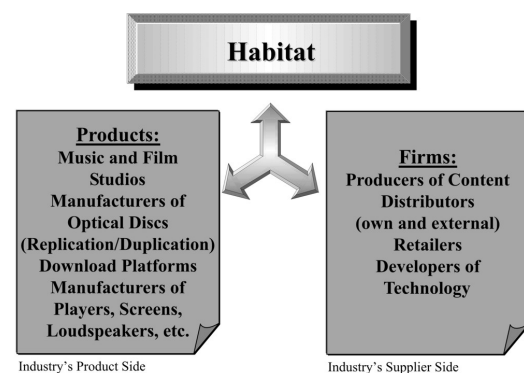 Habitat
Products:
Music and Film
Studios
Manufacturers of
Optical Discs
(Replication/Duplication)
Download Platforms
Manufacturers of
Players, Screens,
Loudspeakers, etc.
Industry's Product Side
Firms:
Producers of Content
Distributors
(own and external)
Retailers
Developers of
Technology
Industry's Supplier Side